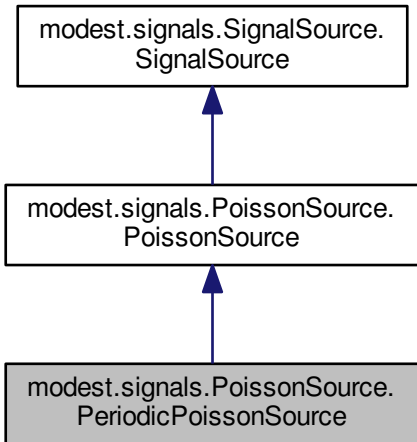 modest.signals.SignalSource.
SignalSource
modest.signals.PoissonSource.
PoissonSource
modest.signals.PoissonSource.
PeriodicPoissonSource